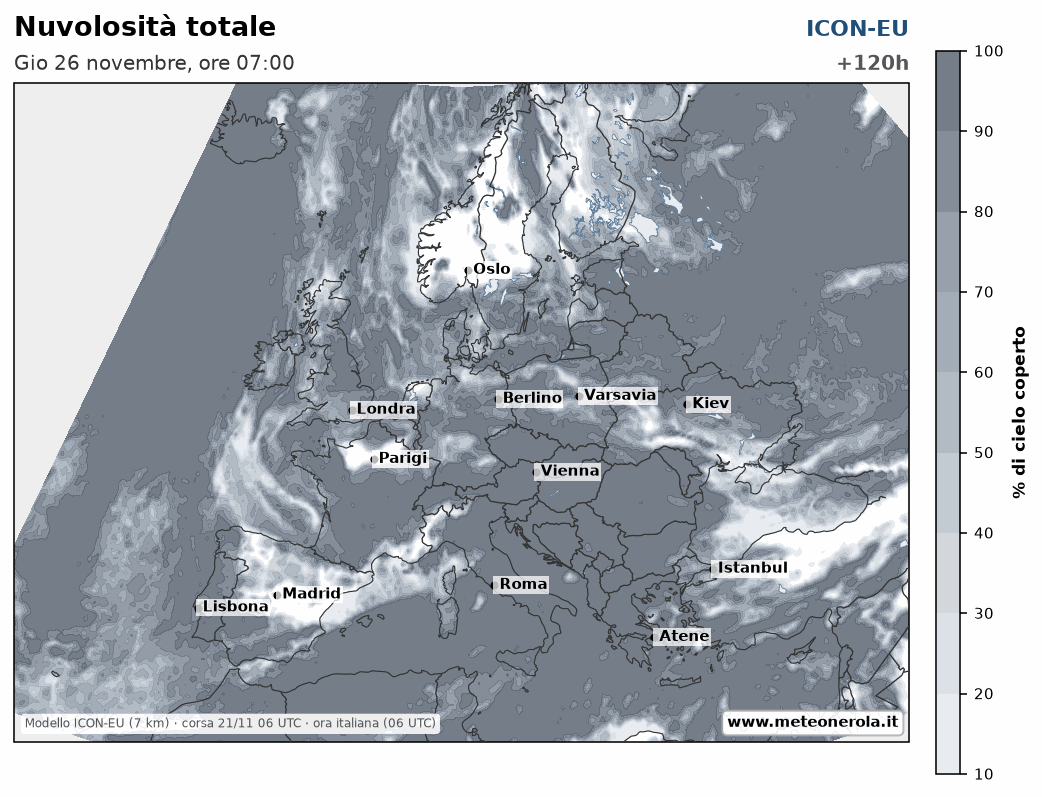 Nuvolosità totale
ICON-EU
Gio 26 novembre, ore 07:00
+120h
100
90
80
70
60
50
40
30
20
10
% di cielo coperto
Oslo
Berlino
Varsavia
Kiev
Londra
Parigi
Vienna
Istanbul
Roma
Madrid
Lisbona
Atene
Modello ICON-EU (7 km) · corsa 21/11 06 UTC · ora italiana (06 UTC)
www.meteonerola.it